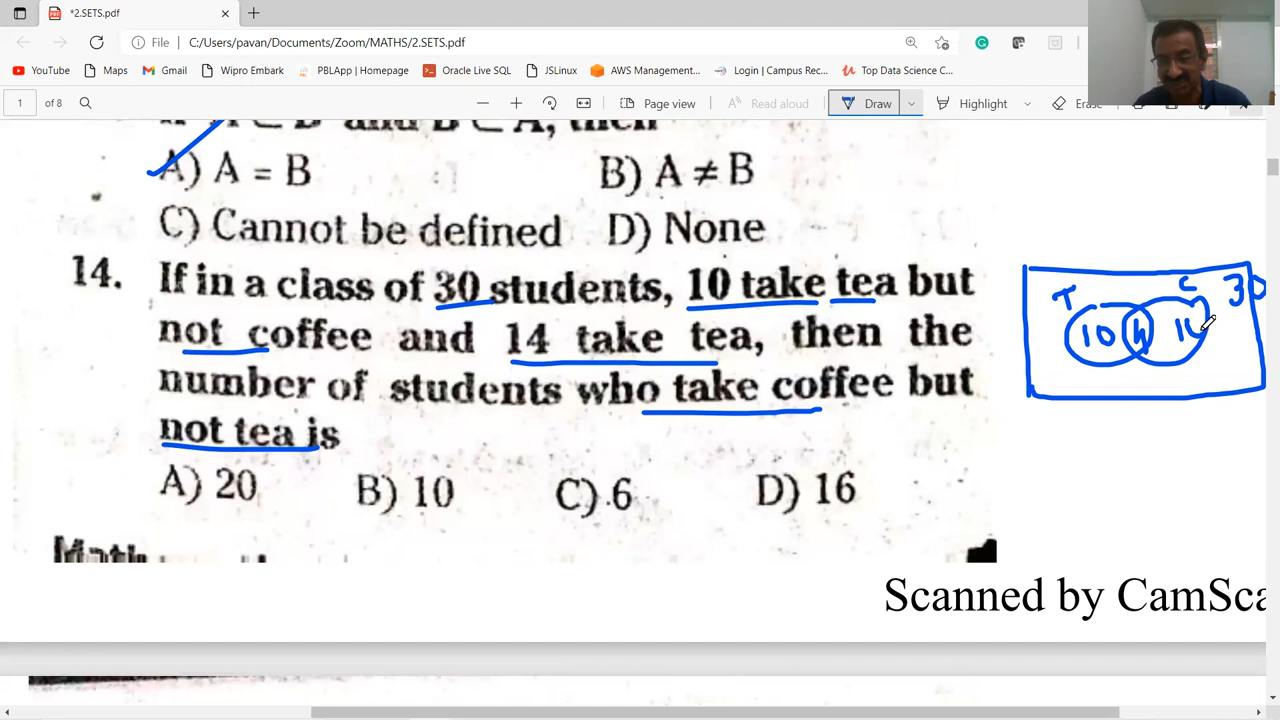 *2.SETS.pdf
File C:/Users/pavan/Documents/Zoom/MATHS/2.SETS.pdf
YouTube Maps Gmail Wipro Embark PBLApp | Homepage Oracle Live SQL JSLinux AWS Management... Login | Campus Rec... Top Data Science C...
1 of 8 Page view Read aloud Draw Highlight Erase
and B ⊂ A, then
A) A = B B) A ≠ B
C) Cannot be defined D) None
14. If in a class of 30 students, 10 take tea but
not coffee and 14 take tea, then the
number of students who take coffee but
not tea is
A) 20 B) 10 C) 6 D) 16
T C 30
10 4
Math
Scanned by CamSca